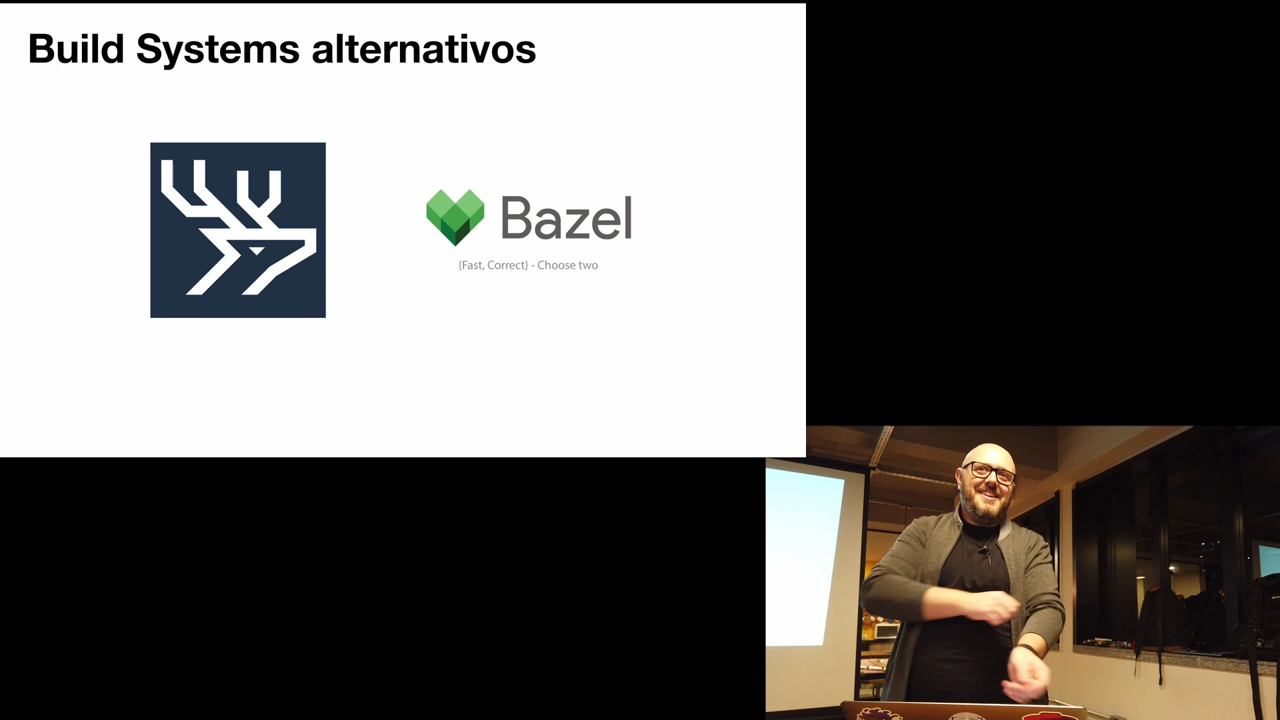 Build Systems alternativos
Bazel
{Fast, Correct} - Choose two